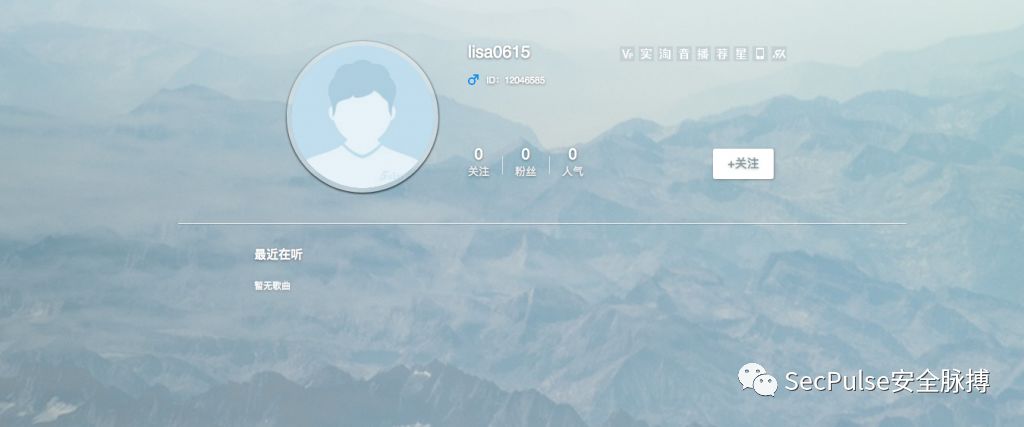 lisa0615
V 实 淘 音 播 荐 星
ID：12046585
0 0 0
关注 粉丝 人气
+关注
最近在听
暂无歌曲
SecPulse安全脉搏